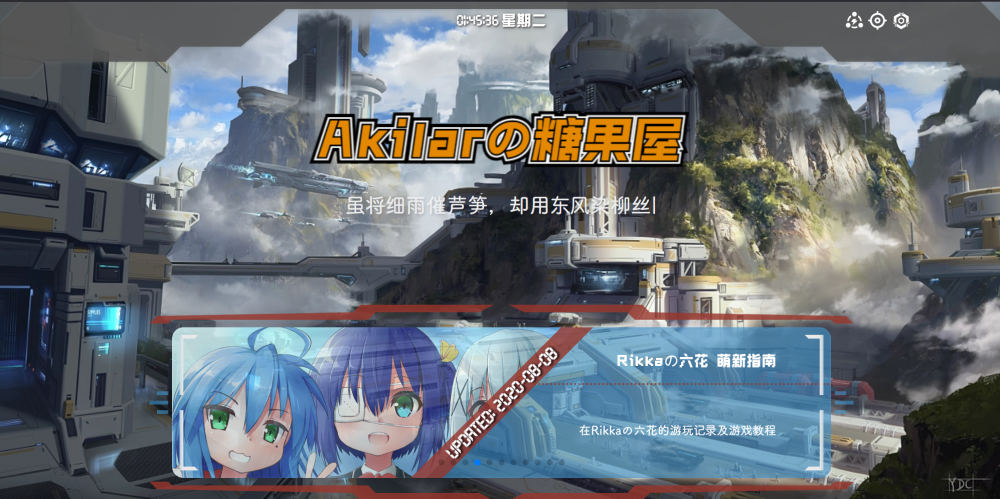 01:45:36 星期二
Akilarの糖果屋
虽将细雨催芦笋，却用东风染柳丝|
UPDATED: 2020-08-08
Rikkaの六花 萌新指南
在Rikkaの六花的游玩记录及游戏教程
YDC